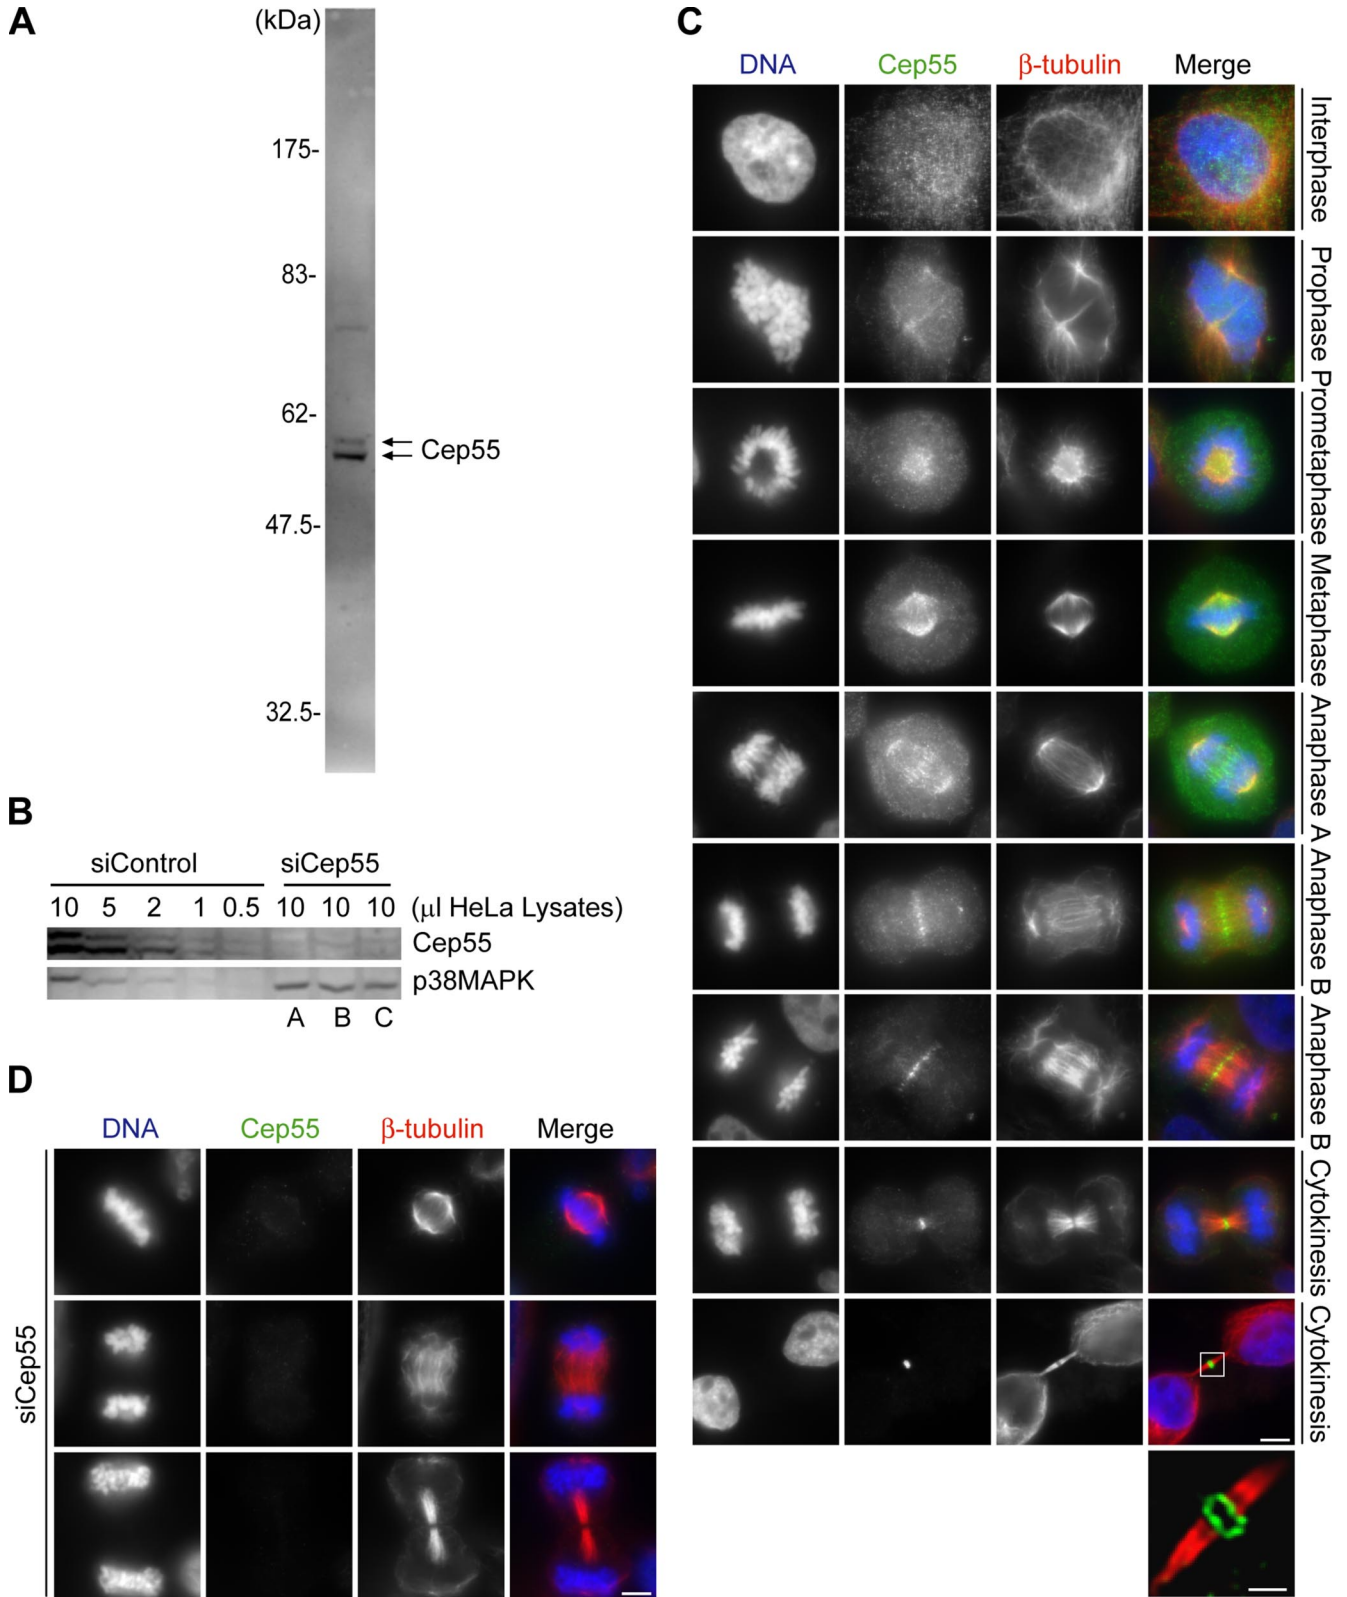 A
(kDa)
175-
83-
62-
Cep55
47.5-
32.5-
B
siControl siCep55
10 5 2 1 0.5 10 10 10 (μl HeLa Lysates)
Cep55
p38MAPK
A B C
C
DNA Cep55 β-tubulin Merge
Interphase
Prophase
Prometaphase
Metaphase
Anaphase A
Anaphase B
Anaphase B
Cytokinesis
Cytokinesis
D
DNA Cep55 β-tubulin Merge
siCep55